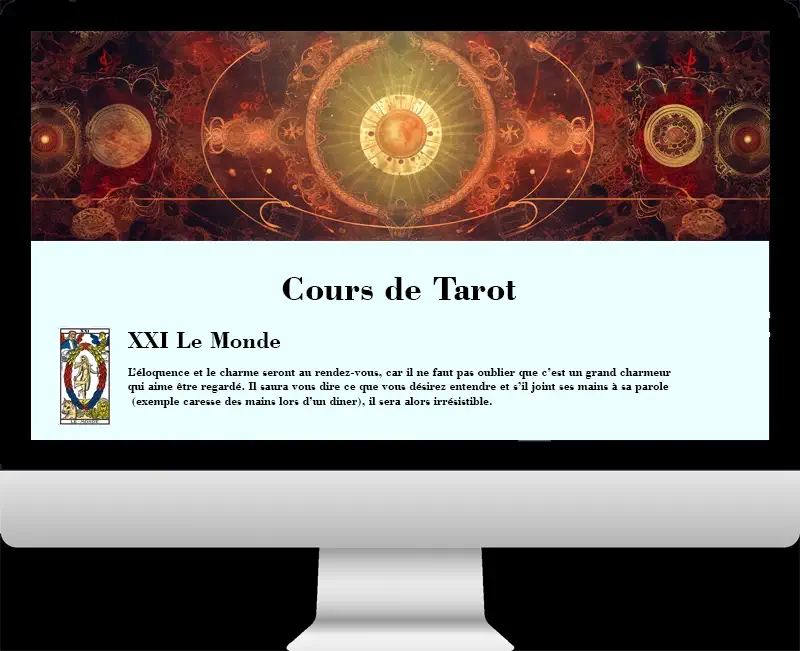 Cours de Tarot
XXI Le Monde
L'éloquence et le charme seront au rendez-vous, car il ne faut pas oublier que c'est un grand charmeur
qui aime être regardé. Il saura vous dire ce que vous désirez entendre et s'il joint ses mains à sa parole
(exemple caresse des mains lors d'un diner), il sera alors irrésistible.
XXI
LE MONDE